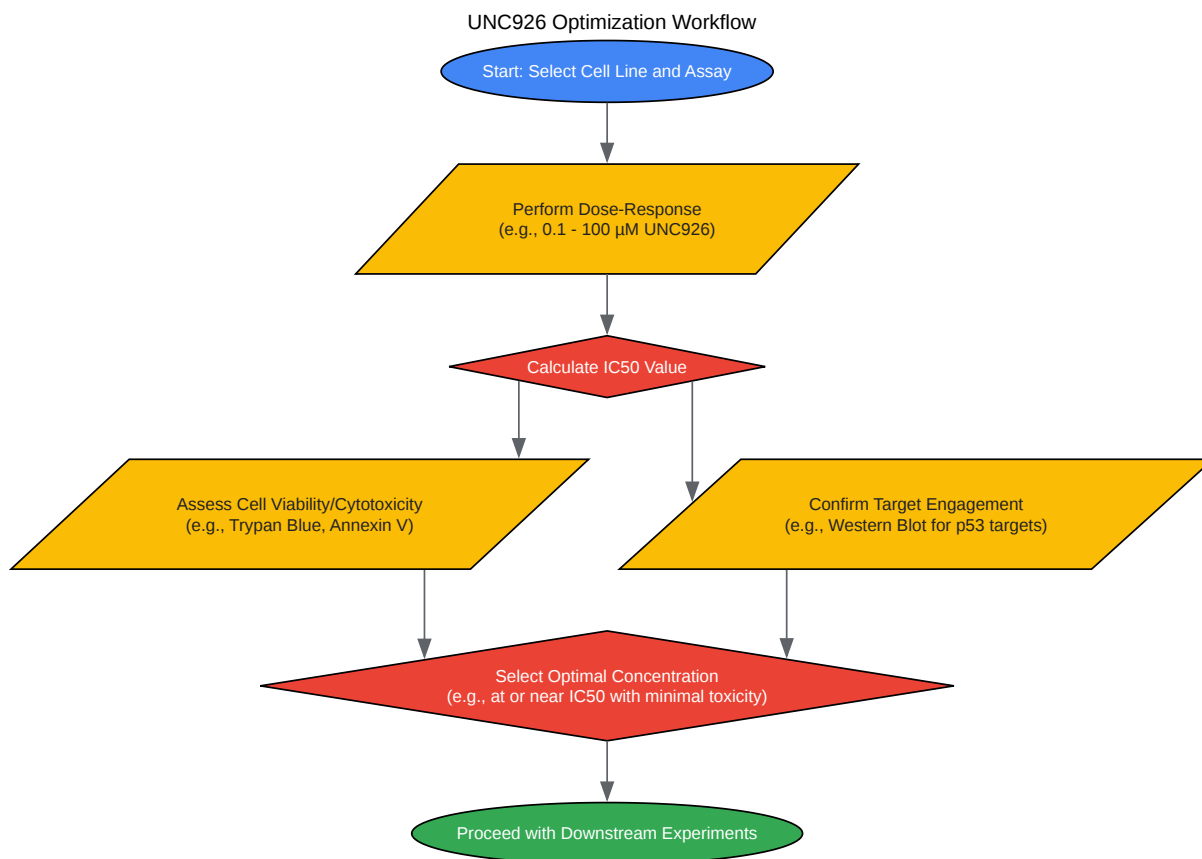 UNC926 Optimization Workflow
Start: Select Cell Line and Assay
Perform Dose-Response
(e.g., 0.1 - 100 µM UNC926)
Calculate IC50 Value
Assess Cell Viability/Cytotoxicity
(e.g., Trypan Blue, Annexin V)
Confirm Target Engagement
(e.g., Western Blot for p53 targets)
Select Optimal Concentration
(e.g., at or near IC50 with minimal toxicity)
Proceed with Downstream Experiments